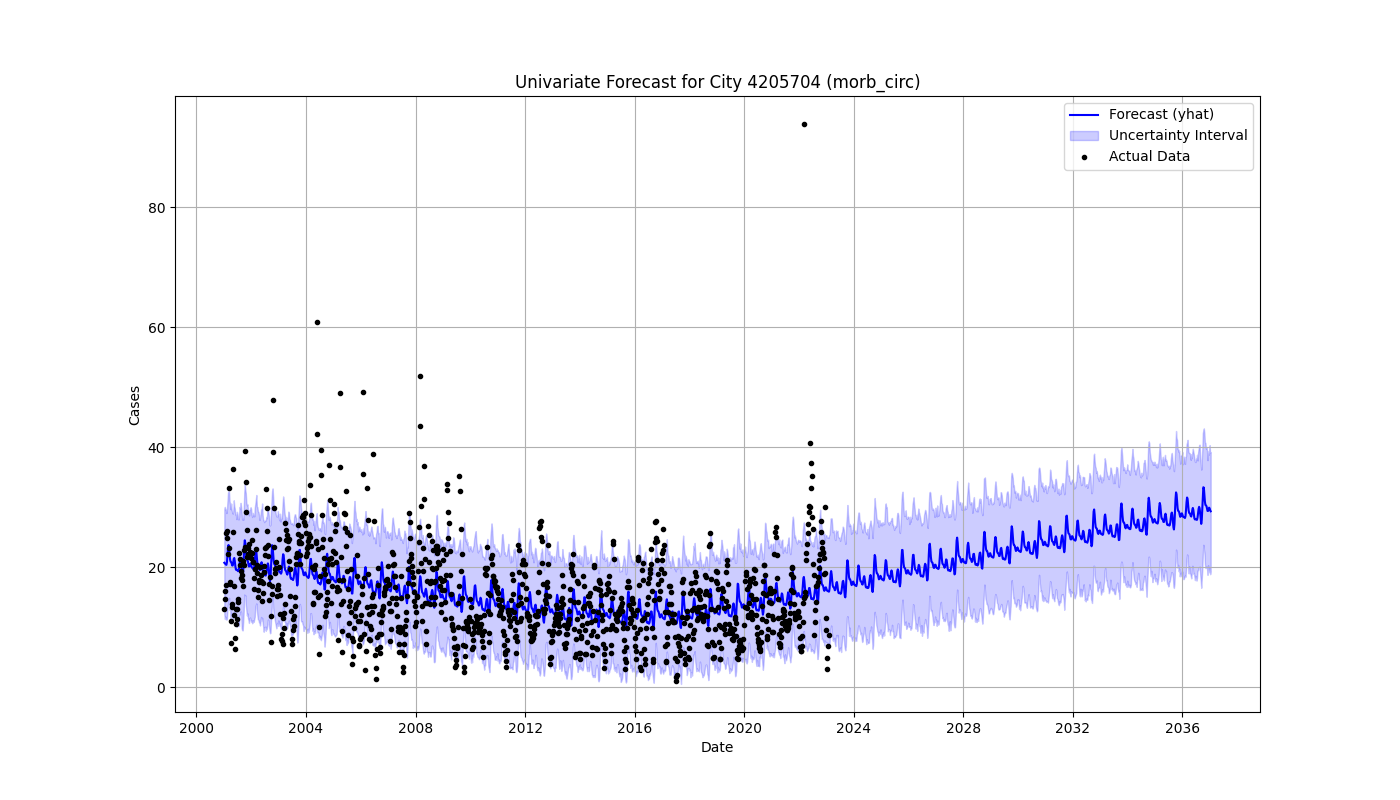 Univariate Forecast for City 4205704 (morb_circ)
Forecast (yhat)
Uncertainty Interval
Actual Data
Cases
80
60
40
20
0
2000 2004 2008 2012 2016 2020 2024 2028 2032 2036
Date